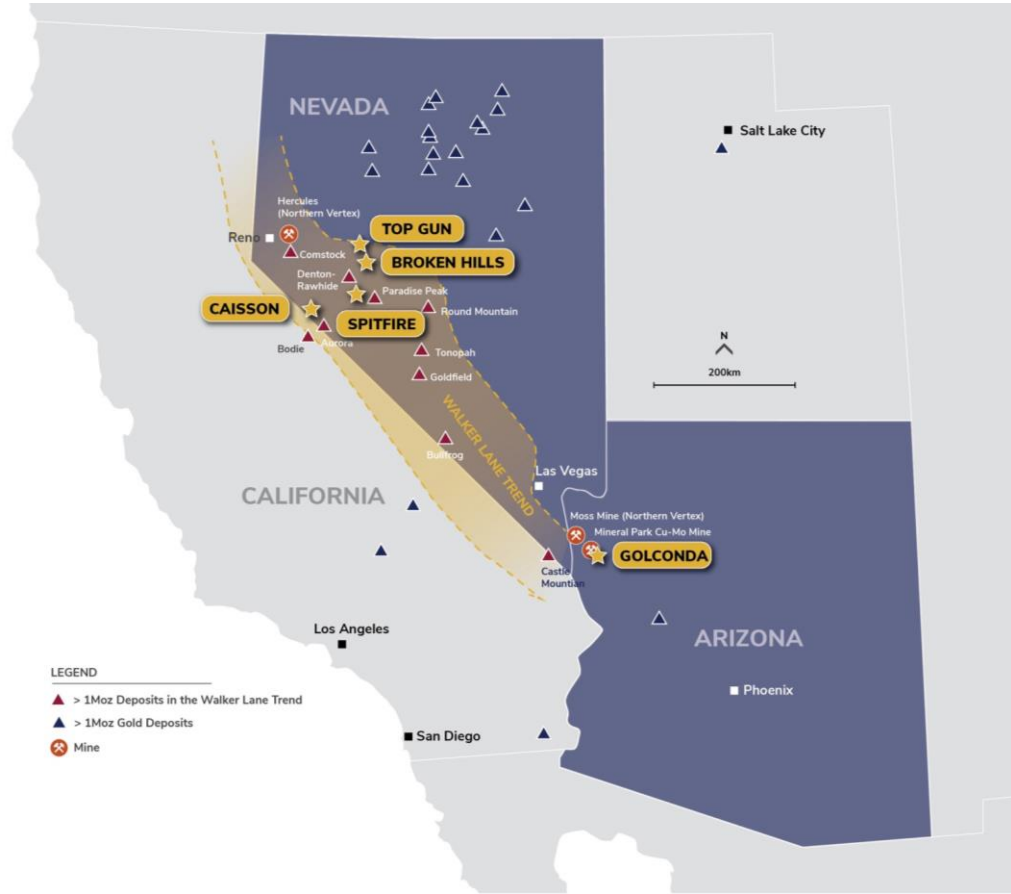 NEVADA
Salt Lake City
Hercules
(Northern Vertex)
Reno
TOP GUN
Comstock
BROKEN HILLS
Denton-
Rawhide
Paradise Peak
CAISSON
Round Mountain
SPITFIRE
Aurora
Bodie
Tonopah
Goldfield
N
200km
WALKER LANE TREND
Bullfrog
Las Vegas
CALIFORNIA
Moss Mine (Northern Vertex)
Mineral Park Cu-Mo Mine
GOLCONDA
Castle
Mountian
Los Angeles
ARIZONA
LEGEND
> 1Moz Deposits in the Walker Lane Trend
> 1Moz Gold Deposits
Mine
Phoenix
San Diego